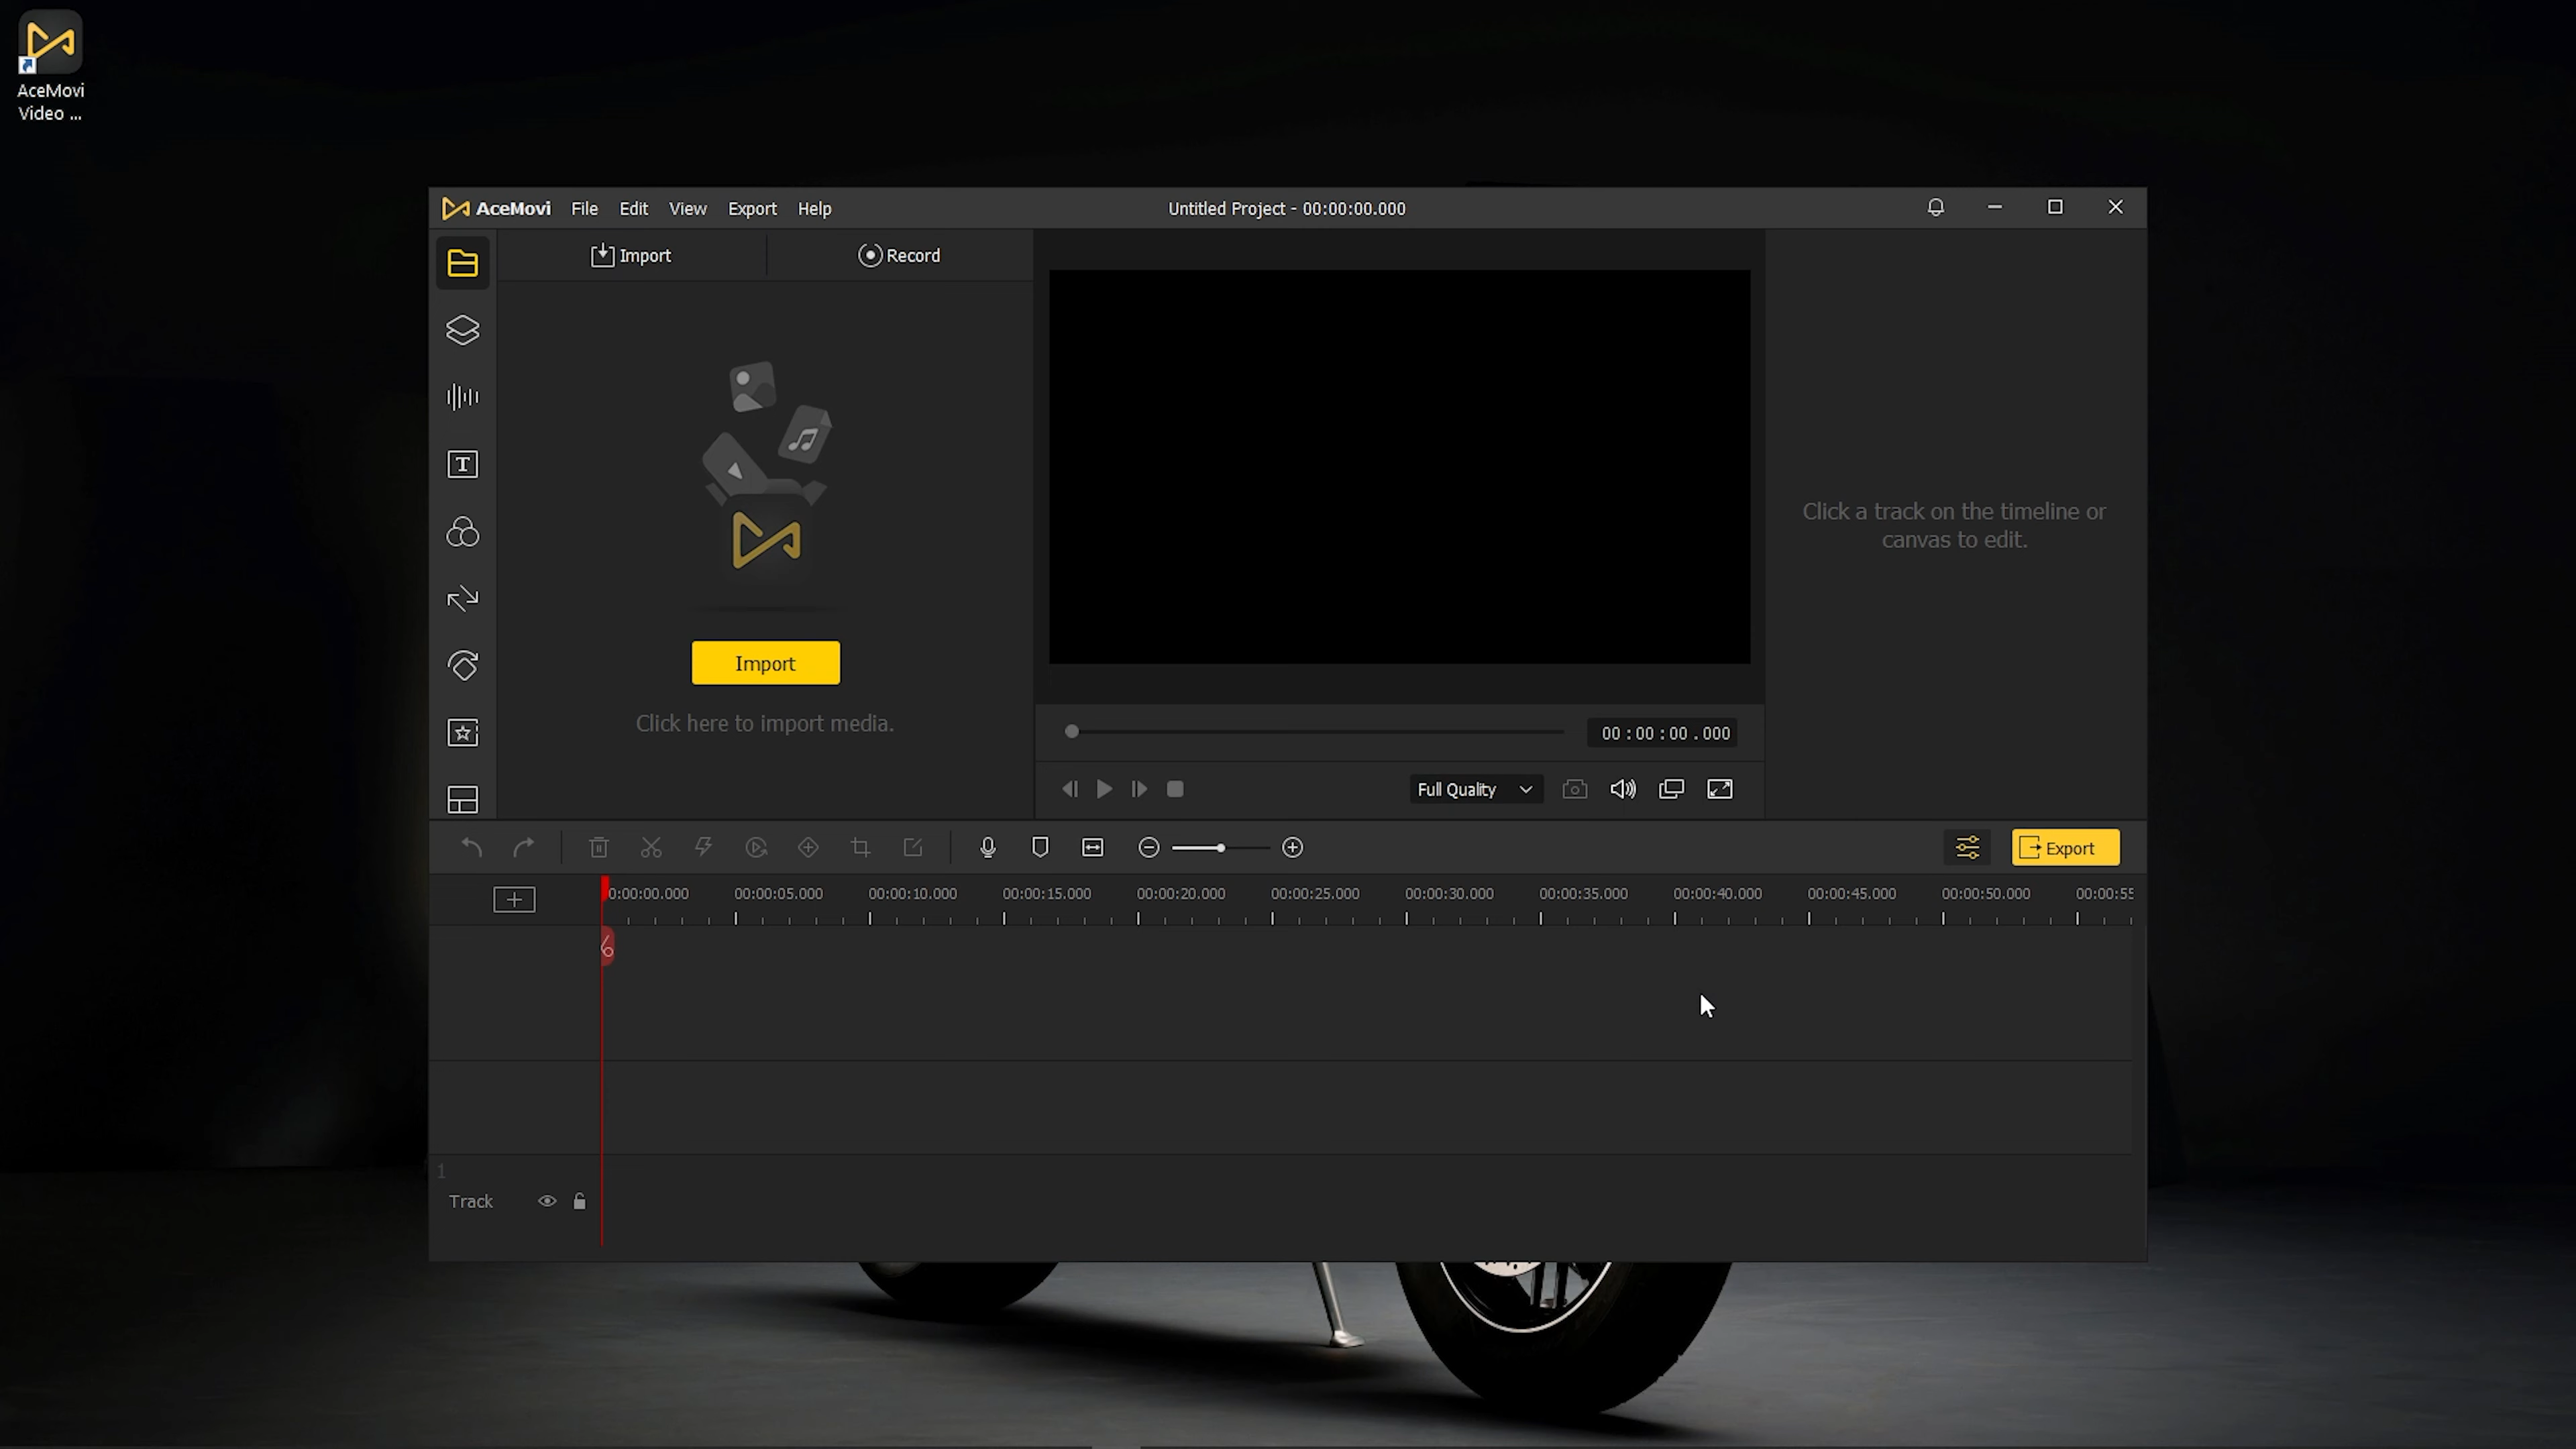 AceMovi
Video ...
AceMovi File Edit View Export Help
Untitled Project - 00:00:00.000
Import
Record
Import
Click here to import media.
Click a track on the timeline or
canvas to edit.
00 : 00 : 00 . 000
Full Quality
Export
0:00:00.000 00:00:05.000 00:00:10.000 00:00:15.000 00:00:20.000 00:00:25.000 00:00:30.000 00:00:35.000 00:00:40.000 00:00:45.000 00:00:50.000 00:00:55
1
Track